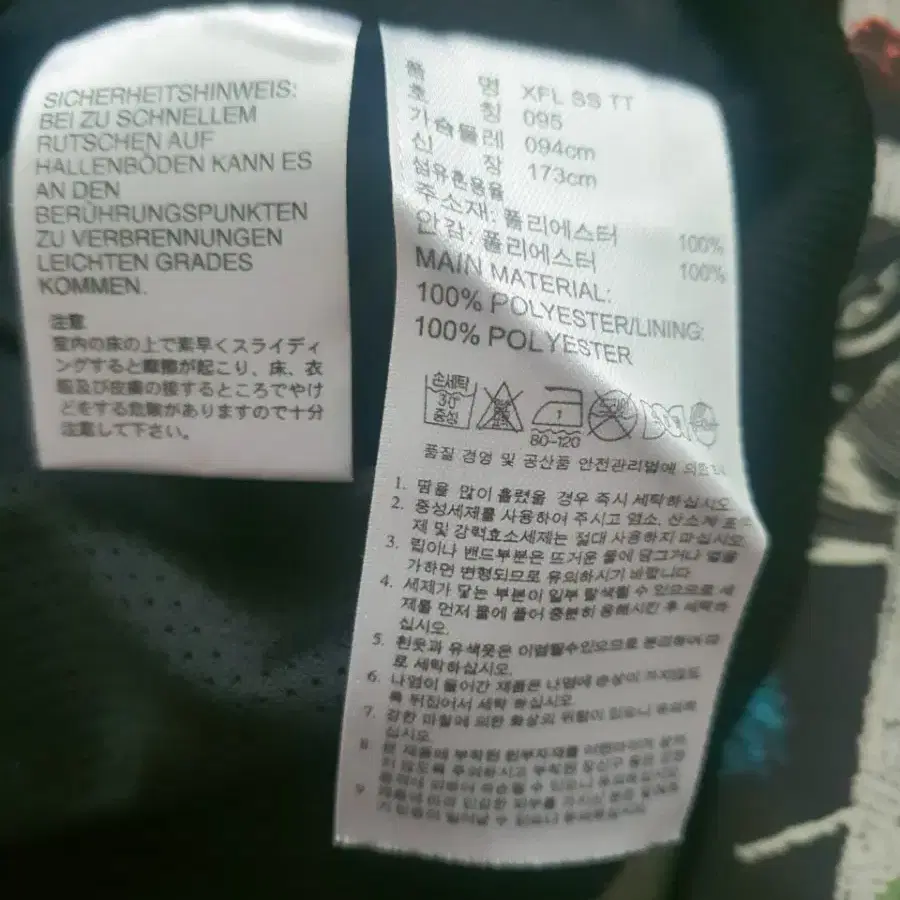 SICHERHEITSHINWEIS:
BEI ZU SCHNELLEM
RUTSCHEN AUF
HALLENBÖDEN KANN ES
AN DEN
BERÜHRUNGSPUNKTEN
ZU VERBRENNUNGEN
LEICHTEN GRADES
KOMMEN.
注意
室内の床の上で素早くスライディ
ングすると摩擦が起こり、床、衣
服及び皮膚の接するところでやけ
どをする危険がありますので十分
注意して下さい。
품 명 XFL SS TT
호 칭 095
가슴둘레 094cm
신 장 173cm
섬유혼용율
주소재: 폴리에스터 100%
안감: 폴리에스터 100%
MAIN MATERIAL:
100% POLYESTER/LINING:
100% POLYESTER
손세탁
30°
중성
1
80-120
품질 경영 및 공산품 안전관리법에 의한
1. 땀을 많이 흘렸을 경우 즉시 세탁하십시오
2. 중성세제를 사용하여 주시고 염소, 산소계 표
제 및 강력효소세제는 절대 사용하지 마십시오
3. 립이나 밴드부분은 뜨거운 물에 담그거나 열을
가하면 변형되므로 유의하시기 바랍니다
4. 세제가 닿는 부분이 일부 탈색될 수 있으므로 세
제를 먼저 물에 풀어 충분히 용해시킨 후 세탁하
십시오.
5. 흰옷과 유색옷은 이염될수있으므로 분리하여
로 세탁하십시오.
6. 나염이 들어간 제품은 나염에 손상이 가지않도
록 뒤집어서 세탁 하십시오.
7. 강한 마찰에 의한 화상의 위험이 있으니 유의하
십시오.
8. 본 제품에 부착된 원부자재를
9.